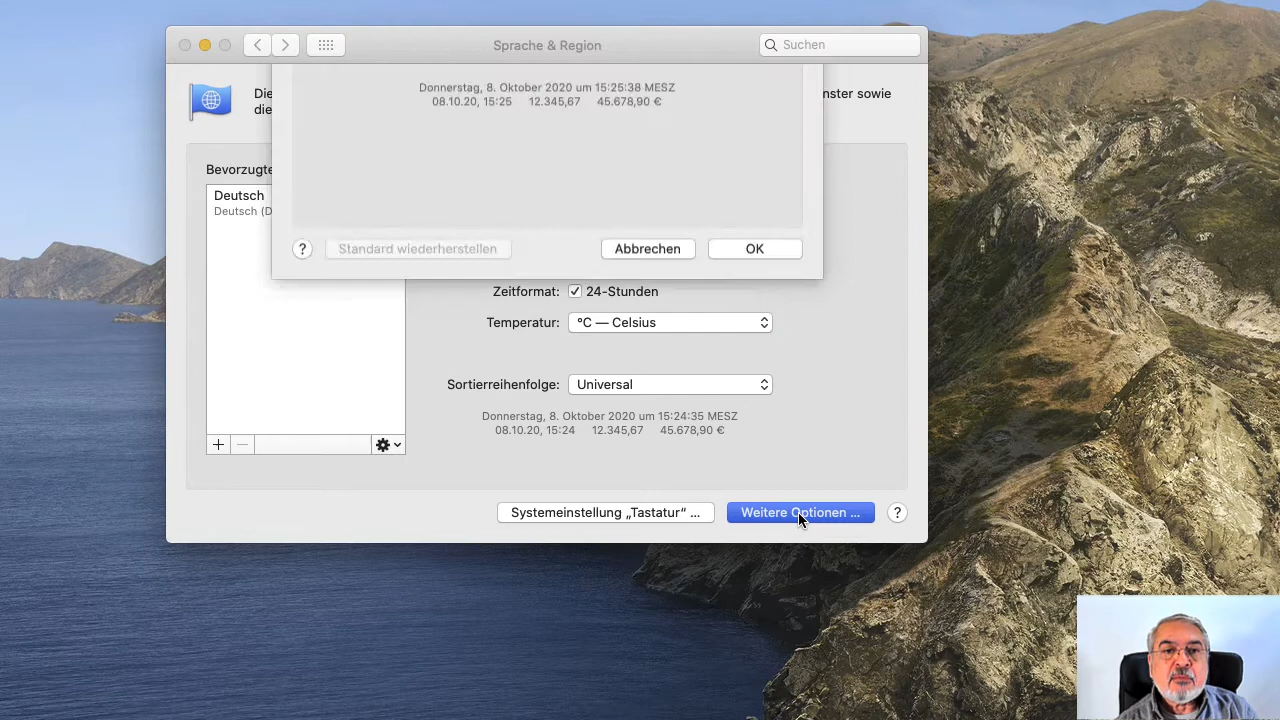 Sprache & Region
Suchen
Donnerstag, 8. Oktober 2020 um 15:25:38 MESZ
08.10.20, 15:25 12.345,67 45.678,90 €
Die
nster sowie
die
Bevorzugte
Deutsch
Deutsch (D
? Standard wiederherstellen Abbrechen OK
Zeitformat: 24-Stunden
Temperatur: °C — Celsius
Sortierreihenfolge: Universal
Donnerstag, 8. Oktober 2020 um 15:24:35 MESZ
08.10.20, 15:24 12.345,67 45.678,90 €
Systemeinstellung „Tastatur“ ... Weitere Optionen ... ?